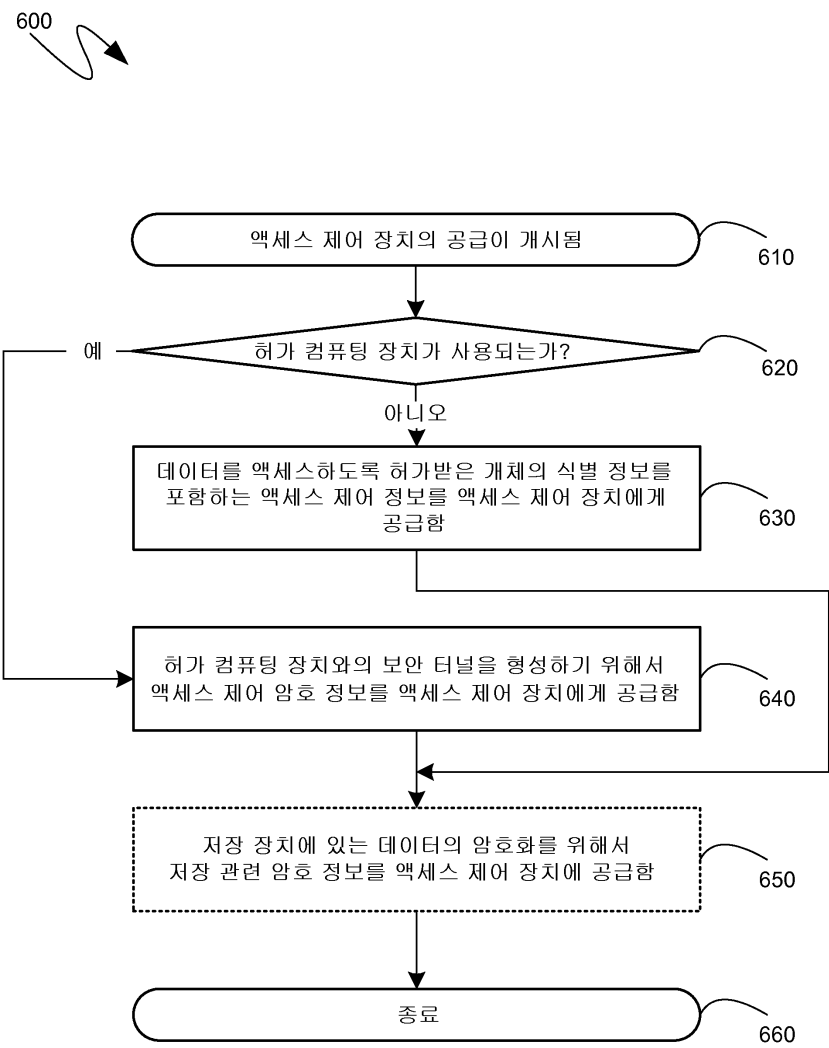 600
액세스 제어 장치의 공급이 개시됨
610
허가 컴퓨팅 장치가 사용되는가?
예
620
아니오
데이터를 액세스하도록 허가받은 개체의 식별 정보를
포함하는 액세스 제어 정보를 액세스 제어 장치에게
공급함
630
허가 컴퓨팅 장치와의 보안 터널을 형성하기 위해서
액세스 제어 암호 정보를 액세스 제어 장치에게 공급함
640
저장 장치에 있는 데이터의 암호화를 위해서
저장 관련 암호 정보를 액세스 제어 장치에 공급함
650
종료
660